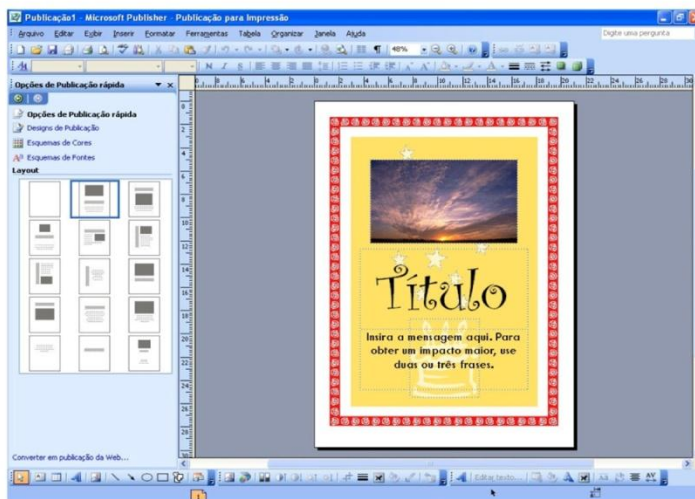 Publicação1 - Microsoft Publisher - Publicação para Impressão
Arquivo Editar Exibir Inserir Formatar Ferramentas Tabela Organizar Janela Ajuda
Digite uma pergunta
48%
N I S
Opções de Publicação rápida
Opções de Publicação rápida
Designs de Publicação
Esquemas de Cores
Esquemas de Fontes
Layout
Título
Insira a mensagem aqui. Para
obter um impacto maior, use
duas ou três frases.
Converter em publicação da Web...
Editar texto...
1